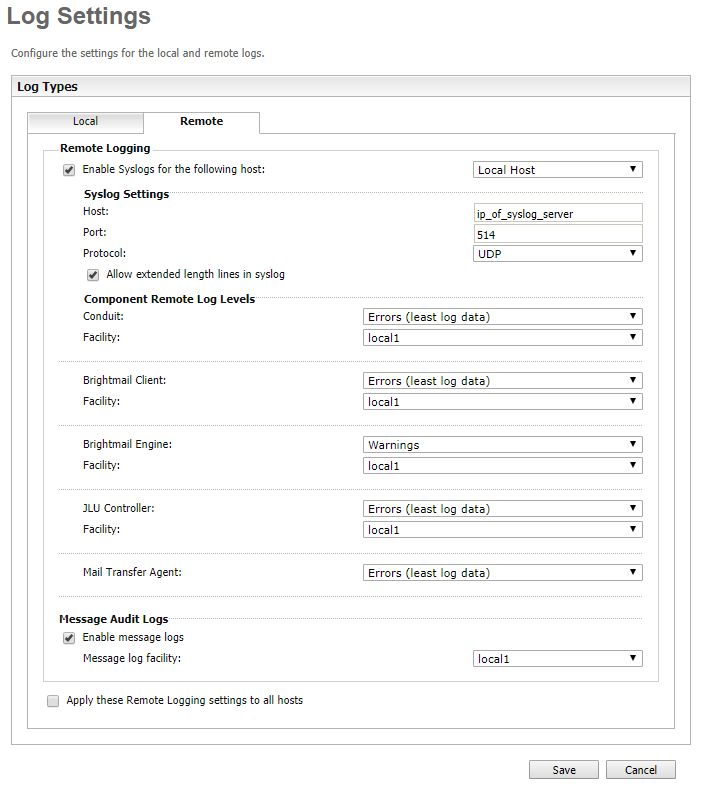 Log Settings
Configure the settings for the local and remote logs.
Log Types
Local Remote
Remote Logging
Enable Syslogs for the following host: Local Host
Syslog Settings
Host: ip_of_syslog_server
Port: 514
Protocol: UDP
Allow extended length lines in syslog
Component Remote Log Levels
Conduit: Errors (least log data)
Facility: local1
Brightmail Client: Errors (least log data)
Facility: local1
Brightmail Engine: Warnings
Facility: local1
JLU Controller: Errors (least log data)
Facility: local1
Mail Transfer Agent: Errors (least log data)
Message Audit Logs
Enable message logs
Message log facility: local1
Apply these Remote Logging settings to all hosts
Save Cancel